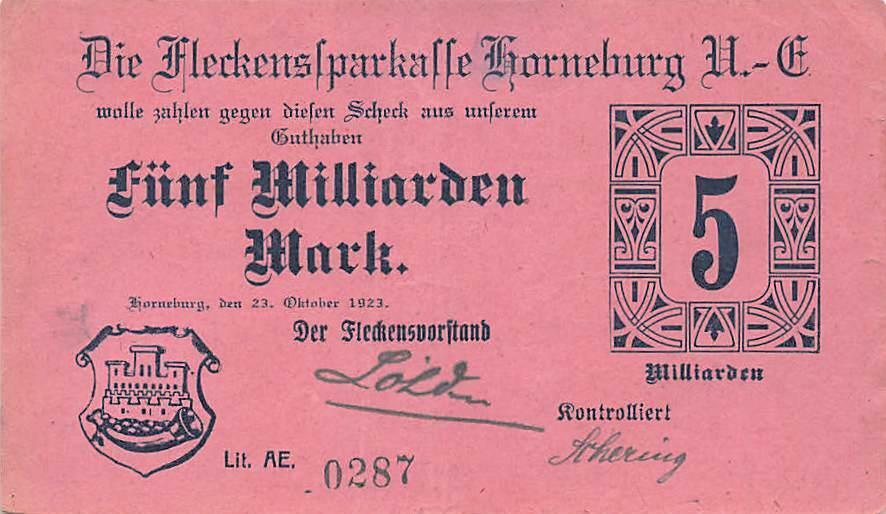 Die Fleckenssparkasse Horneburg U.-E
wolle zahlen gegen diesen Scheck aus unserem
Guthaben
Fünf Milliarden
Mark.
Horneburg, den 23. Oktober 1923.
Der Fleckensvorstand
5
Milliarden
Kontrolliert
Schering
Lit. AE, 0287